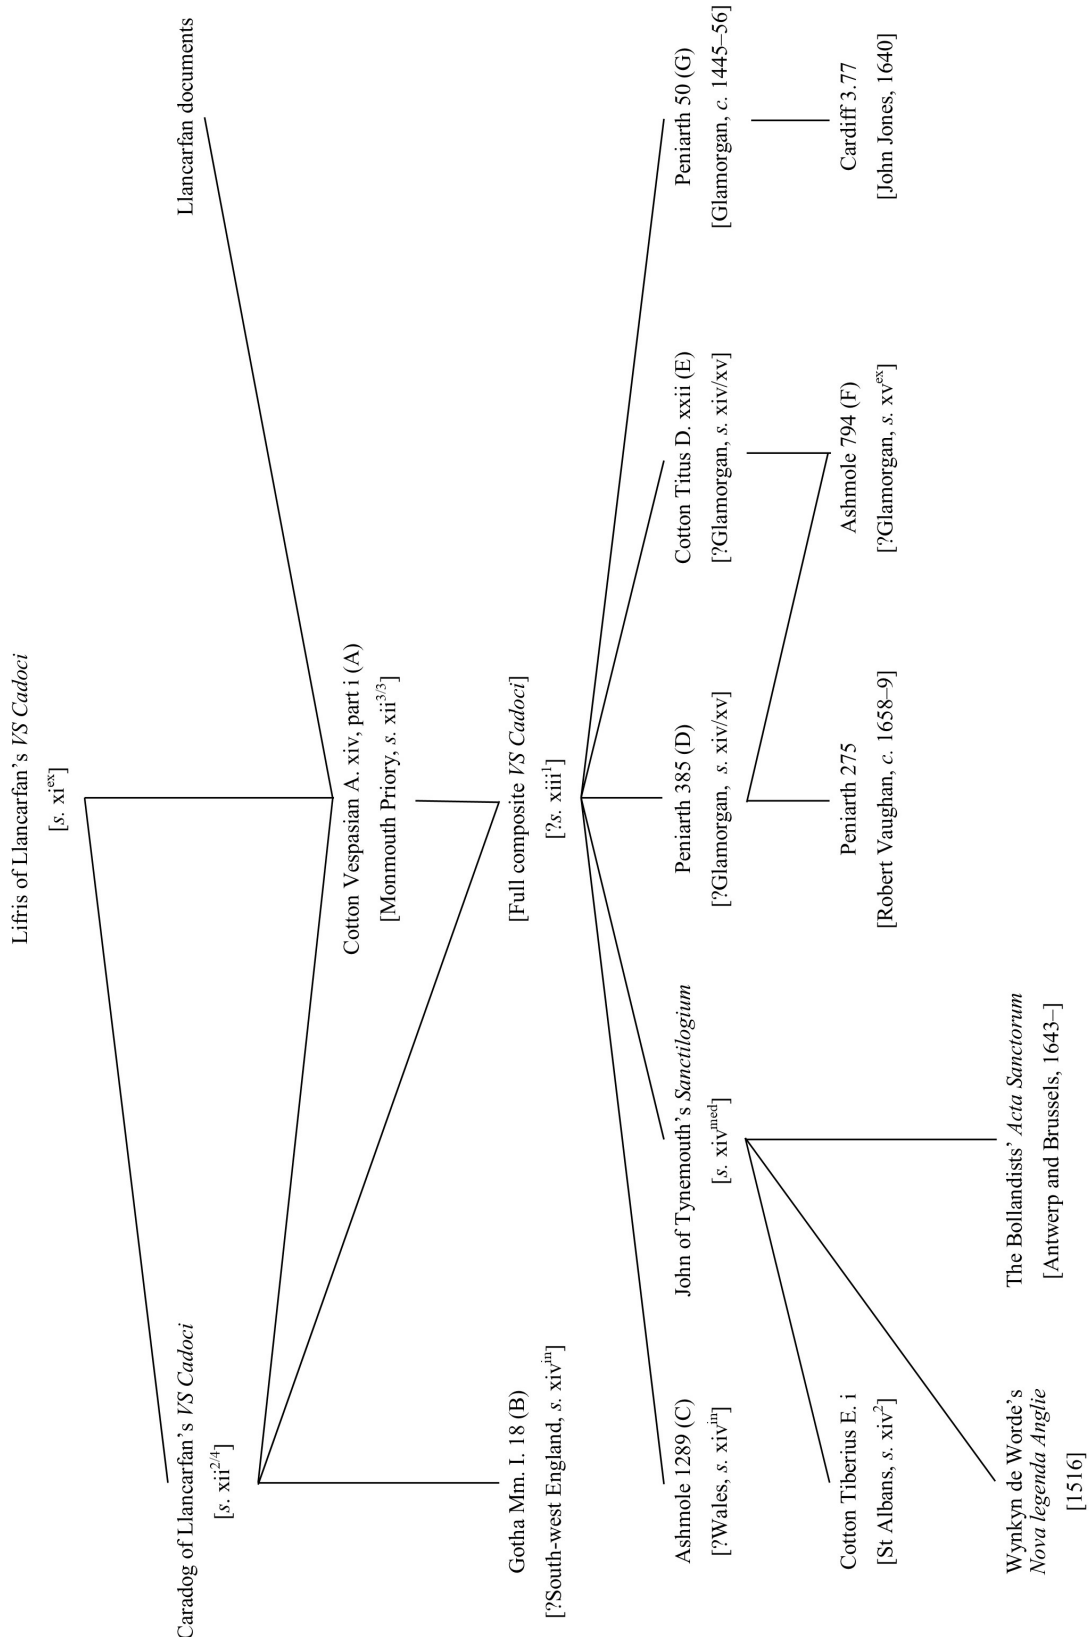 Lifris of Llancarfan's VS Cadoci
[s. xi^ex]
Caradog of Llancarfan's VS Cadoci
[s. xii^2/4]
Llancarfan documents
Cotton Vespasian A. xiv, part i (A)
[Monmouth Priory, s. xii^3/3]
Gotha Mm. I. 18 (B)
[?South-west England, s. xiv^in]
[Full composite VS Cadoci]
[?s. xiii^1]
Ashmole 1289 (C)
[?Wales, s. xiv^in]
John of Tynemouth's Sanctilogium
[s. xiv^med]
Peniarth 385 (D)
[?Glamorgan, s. xiv/xv]
Cotton Titus D. xxii (E)
[?Glamorgan, s. xiv/xv]
Peniarth 50 (G)
[Glamorgan, c. 1445–56]
Cotton Tiberius E. i
[St Albans, s. xiv^2]
Peniarth 275
[Robert Vaughan, c. 1658–9]
Ashmole 794 (F)
[?Glamorgan, s. xv^ex]
Cardiff 3.77
[John Jones, 1640]
Wynkyn de Worde's
Nova legenda Anglie
[1516]
The Bollandists' Acta Sanctorum
[Antwerp and Brussels, 1643–]